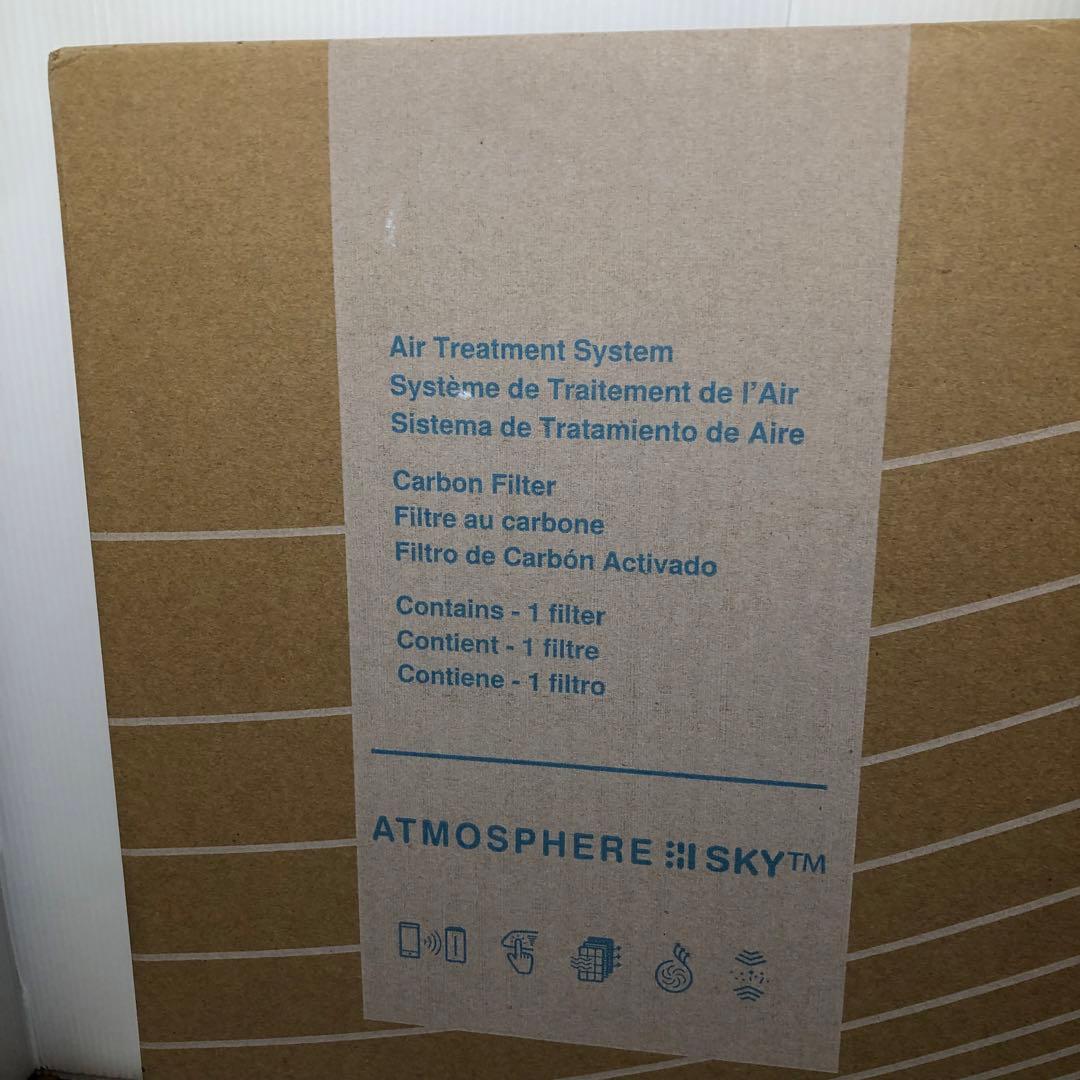 Air Treatment System
Système de Traitement de l'Air
Sistema de Tratamiento de Aire
Carbon Filter
Filtre au carbone
Filtro de Carbón Activado
Contains - 1 filter
Contient - 1 filtre
Contiene - 1 filtro
ATMOSPHERE SKY™